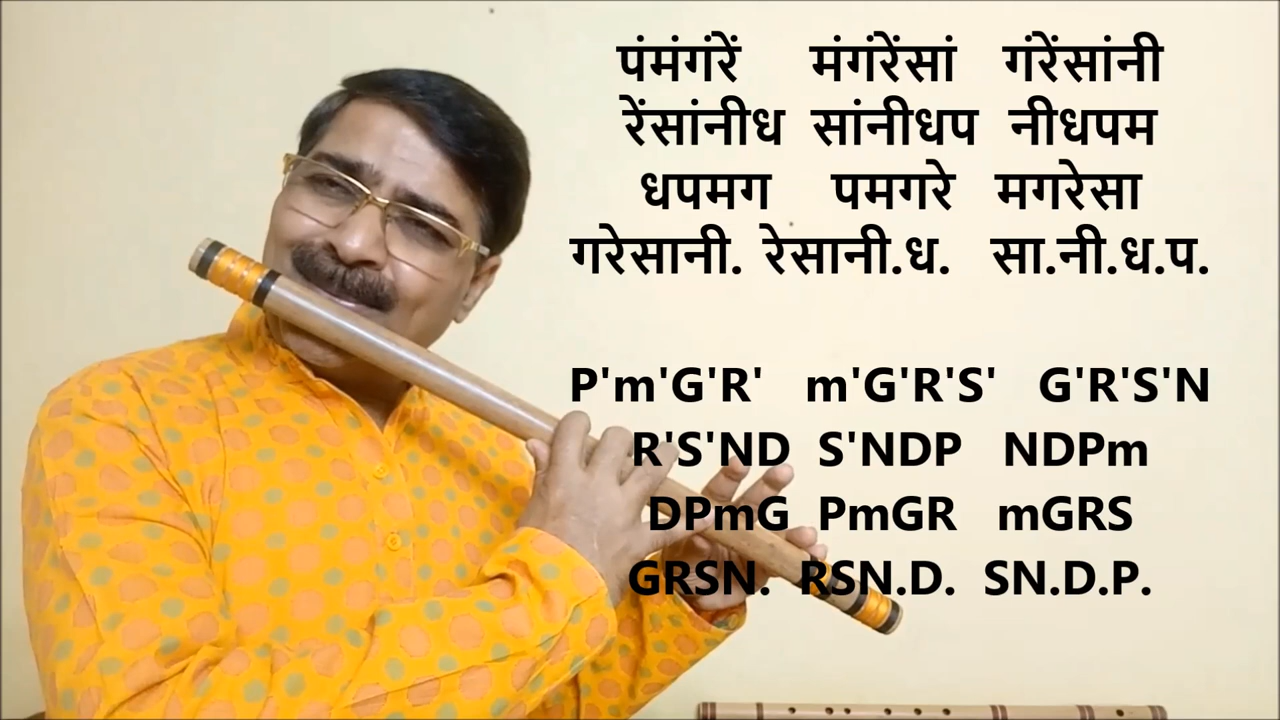 पंमंगंरें मंगंरेंसां गंरेंसांनी
रेंसांनीध सांनीधप नीधपम
धपमग पमगरे मगरेसा
गरेसानी. रेसानी.ध. सा.नी.ध.प.
P'm'G'R' m'G'R'S' G'R'S'N
R'S'ND S'NDP NDPm
DPmG PmGR mGRS
GRSN. RSN.D. SN.D.P.